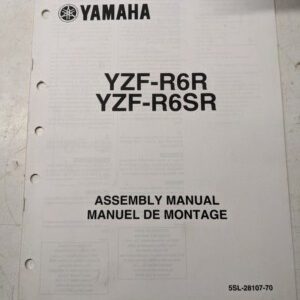 YAMAHA
YZF-R6R
YZF-R6SR
ASSEMBLY MANUAL
MANUEL DE MONTAGE
5SL-28107-70